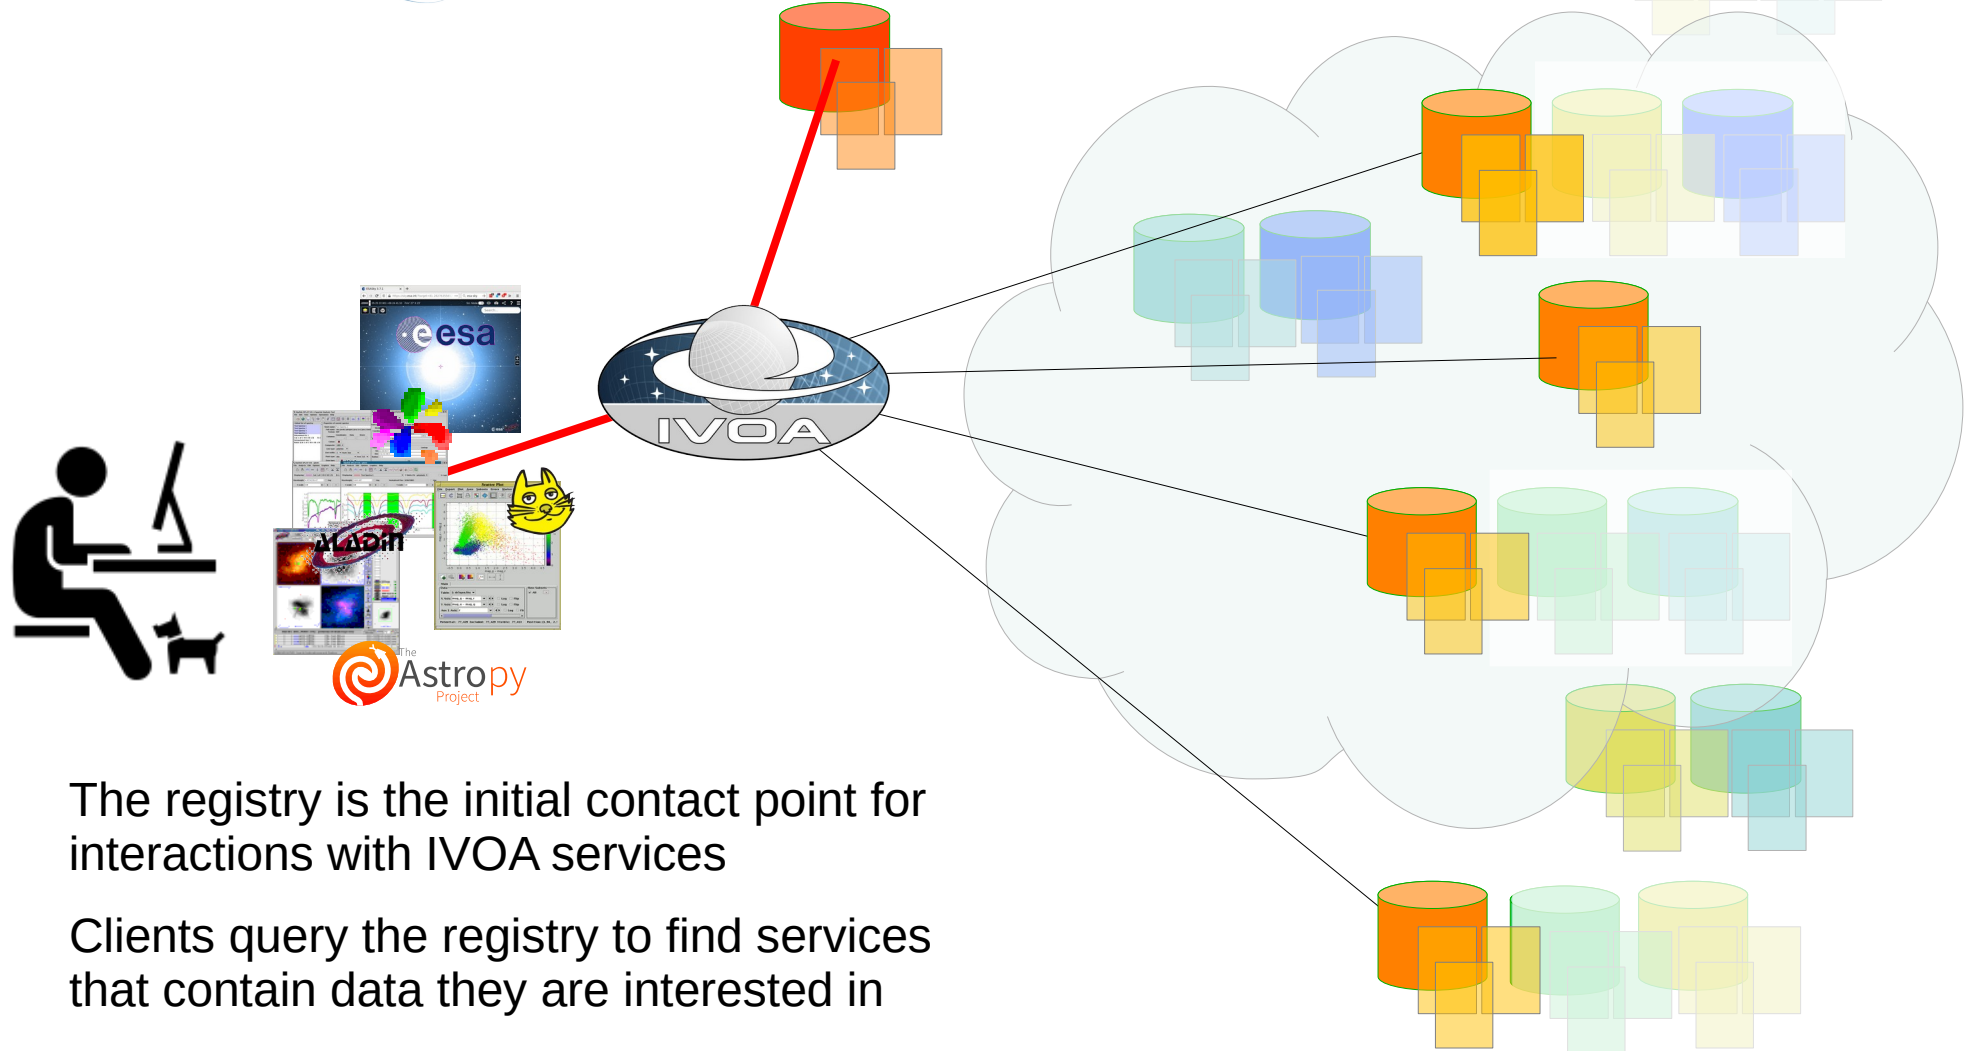 esa
IVOA
ALADIN
The
Astropy
Project
The registry is the initial contact point for
interactions with IVOA services
Clients query the registry to find services
that contain data they are interested in